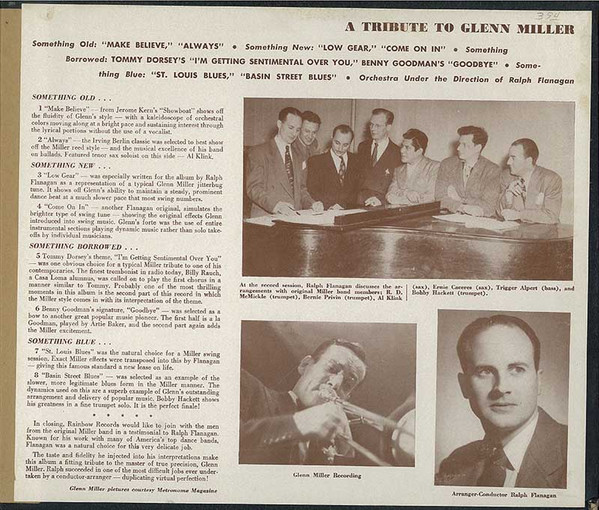 A TRIBUTE TO GLENN MILLER
Something Old: "MAKE BELIEVE," "ALWAYS" • Something New: "LOW GEAR," "COME ON IN" • Something
Borrowed: TOMMY DORSEY'S "I'M GETTING SENTIMENTAL OVER YOU," BENNY GOODMAN'S "GOODBYE" • Some-
thing Blue: "ST. LOUIS BLUES," "BASIN STREET BLUES" • Orchestra Under the Direction of Ralph Flanagan
SOMETHING OLD . . .
1 "Make Believe" — from Jerome Kern's "Showboat" shows off
the fluidity of Glenn's style — with a kaleidoscope of orchestral
colors moving along at a bright pace and sustaining interest through
the lyrical portions without the use of a vocalist.
2 "Always" — the Irving Berlin classic was selected to best show
off the Miller reed style — and the musical excellence of his band
on ballads. Featured tenor sax soloist on this side — Al Klink.
SOMETHING NEW . . .
3 "Low Gear" — was especially written for the album by Ralph
Flanagan as a representation of a typical Glenn Miller jitterbug
tune. It shows off Glenn's ability to maintain a steady, prominent
dance beat at a much slower pace that most swing numbers.
4 "Come On In" — another Flanagan original, simulates the
brighter type of swing tune — showing the original effects Glenn
introduced into swing music. Glenn's forte was the use of entire
instrumental sections playing dynamic music rather than solo take-
offs by individual musicians.
SOMETHING BORROWED . . .
5 Tommy Dorsey's theme, "I'm Getting Sentimental Over You"
— was one obvious choice for a typical Miller tribute to one of his
contemporaries. The finest trombonist in radio today, Billy Rauch,
a Casa Loma alumnus, was called on to play the first chorus in a
manner similar to Tommy. Probably one of the most thrilling
moments in this album is the second part of this record in which
the Miller style comes in with its interpretation of the theme.
6 Benny Goodman's signature, "Goodbye" — was selected as a
bow to another great popular music pioneer. The first half is a la
Goodman, played by Artie Baker, and the second part again adds
the Miller excitement.
SOMETHING BLUE . . .
7 "St. Louis Blues" was the natural choice for a Miller swing
session. Exact Miller effects were transposed into this by Flanagan
— giving this famous standard a new lease on life.
8 "Basin Street Blues" — was selected as an example of the
slower, more legitimate blues form in the Miller manner. The
dynamics used on this are a superb example of Glenn's outstanding
arrangement and delivery of popular music. Bobby Hackett shows
his greatness in a fine trumpet solo. It is the perfect finale!
• • • • •
In closing, Rainbow Records would like to join with the men
from the original Miller band in a testimonial to Ralph Flanagan.
Known for his work with many of America's top dance bands,
Flanagan was a natural choice for this very delicate job.
The taste and fidelity he injected into his interpretations make
this album a fitting tribute to the master of true precision, Glenn
Miller. Ralph succeeded in one of the most difficult jobs ever under-
taken by a conductor-arranger — duplicating virtual perfection!
Glenn Miller pictures courtesy Metronome Magazine
At the record session, Ralph Flanagan discusses the ar-
rangements with original Miller band members: R. D.
McMickle (trumpet), Bernie Privin (trumpet), Al Klink
(sax), Ernie Caceres (sax), Trigger Alpert (bass), and
Bobby Hackett (trumpet).
Glenn Miller Recording
Arranger-Conductor Ralph Flanagan